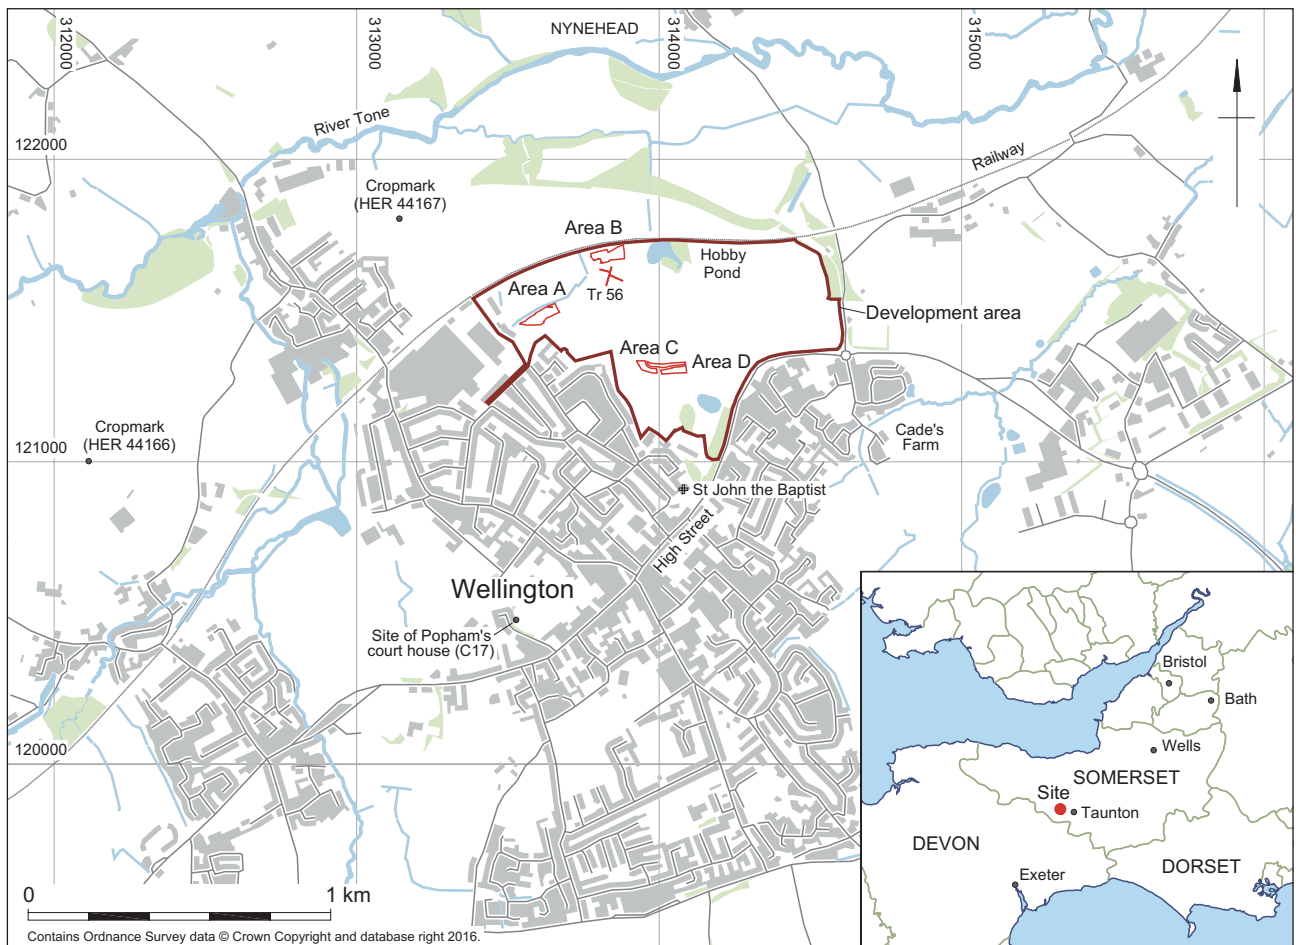 312000
313000
NYNEHEAD
314000
315000
River Tone
122000
Railway
Cropmark
(HER 44167)
Area B
Hobby
Pond
Tr 56
Area A
Development area
Area C
Area D
Cropmark
(HER 44166)
121000
Cade's
Farm
St John the Baptist
High Street
Wellington
Site of Popham's
court house (C17)
120000
Bristol
Bath
Wells
SOMERSET
Site
Taunton
DEVON
DORSET
Exeter
0
1 km
Contains Ordnance Survey data © Crown Copyright and database right 2016.